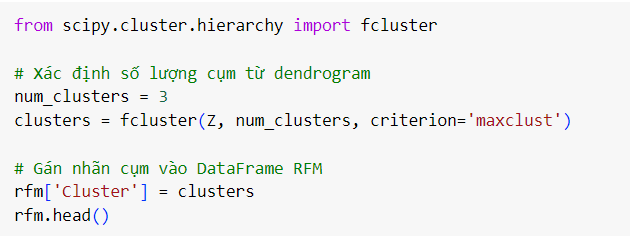 from scipy.cluster.hierarchy import fcluster
# Xác định số lượng cụm từ dendrogram
num_clusters = 3
clusters = fcluster(Z, num_clusters, criterion='maxclust')
# Gán nhãn cụm vào DataFrame RFM
rfm['Cluster'] = clusters
rfm.head()